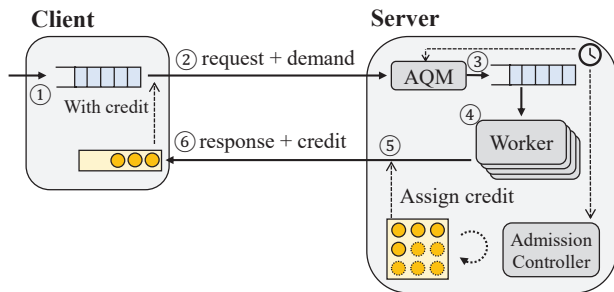 Client
Server
② request + demand
AQM
③
①
With credit
④
⑥ response + credit
⑤
Worker
Assign credit
Admission
Controller